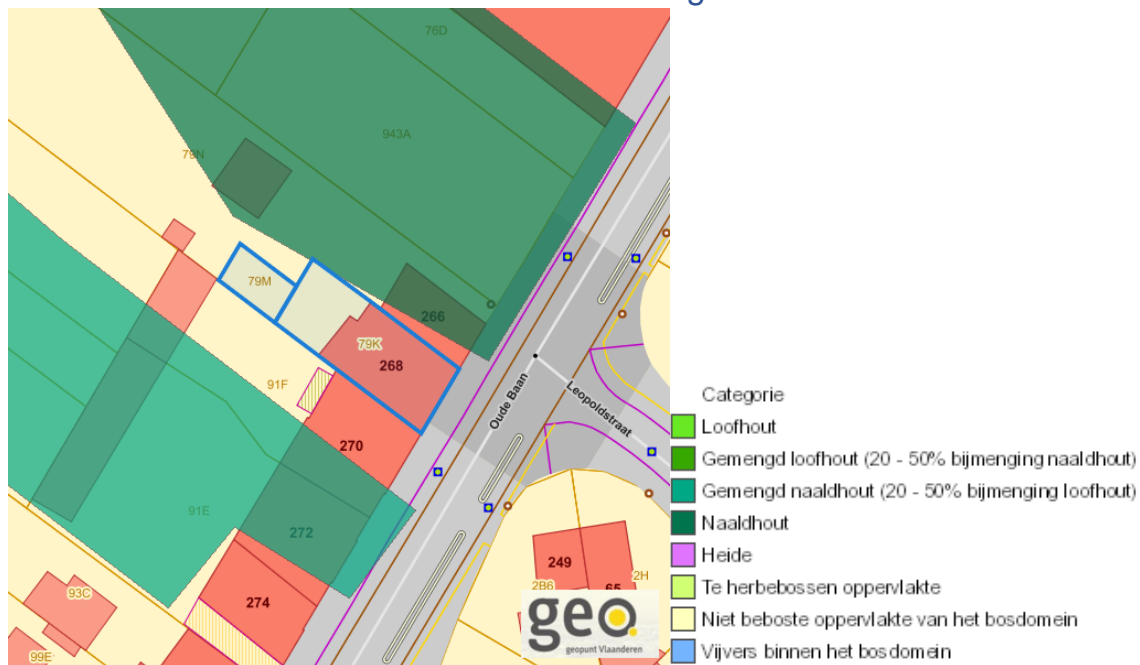 76D
943A
79N
79M
266
79K
268
Oude Baan
Leopoldstraat
91F
270
91E
272
249
65
2H
2B6
274
93C
99E
geo.
geopunt Vlaanderen
Categorie
Loofhout
Gemengd loofhout (20 - 50% bijmenging naaldhout)
Gemengd naaldhout (20 - 50% bijmenging loofhout)
Naaldhout
Heide
Te herbebossen oppervlakte
Niet beboste oppervlakte van het bosdomein
Vijvers binnen het bosdomein